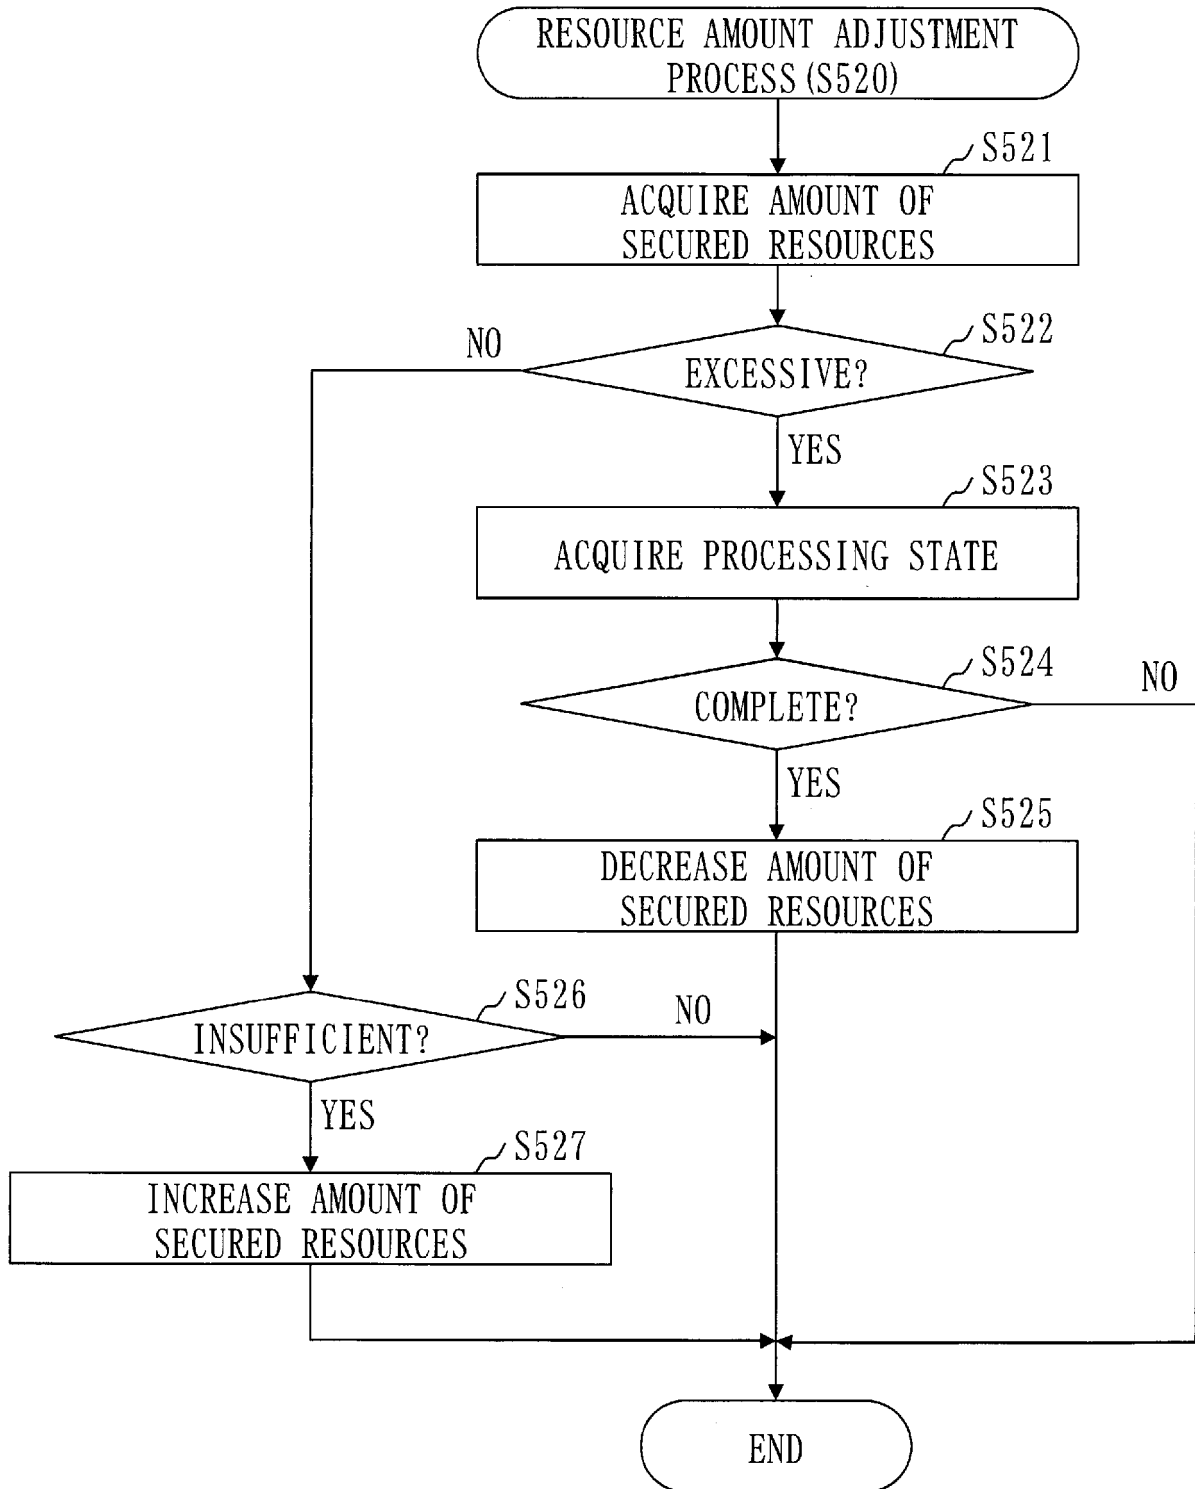 RESOURCE AMOUNT ADJUSTMENT
PROCESS (S520)
S521
ACQUIRE AMOUNT OF
SECURED RESOURCES
S522
NO
EXCESSIVE?
YES
S523
ACQUIRE PROCESSING STATE
S524
NO
COMPLETE?
YES
S525
DECREASE AMOUNT OF
SECURED RESOURCES
S526
NO
INSUFFICIENT?
YES
S527
INCREASE AMOUNT OF
SECURED RESOURCES
END